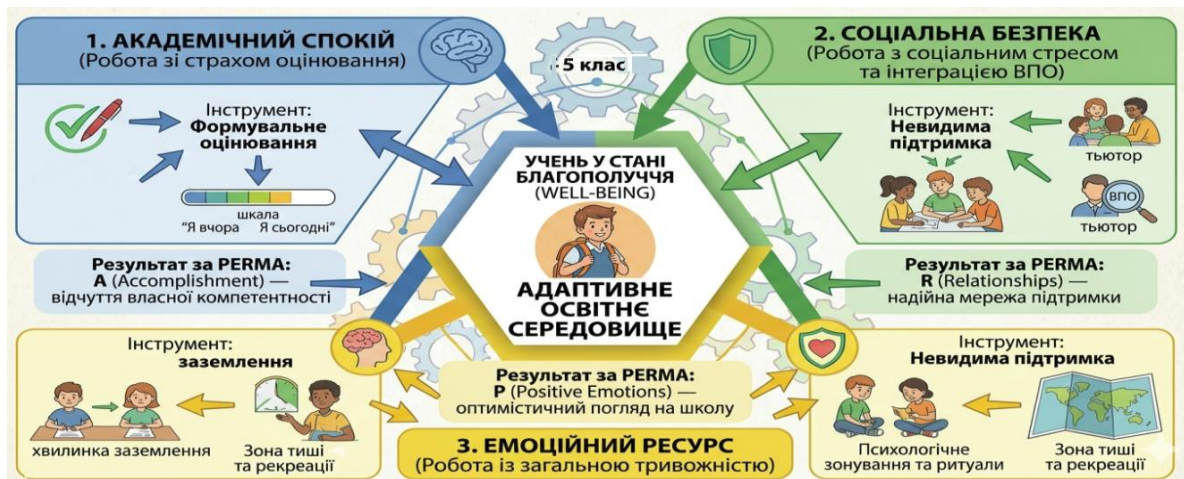 1. АКАДЕМІЧНИЙ СПОКІЙ
(Робота зі страхом оцінювання)
Інструмент:
Формувальне
оцінювання
шкала
“Я вчора Я сьогодні”
5 клас
2. СОЦІАЛЬНА БЕЗПЕКА
(Робота з соціальним стресом
та інтеграцією ВПО)
Інструмент:
Невидима
підтримка
тьютор
ВПО
тьютор
УЧЕНЬ У СТАНІ
БЛАГОПОЛУЧЧЯ
(WELL-BEING)
АДАПТИВНЕ
ОСВІТНЄ
СЕРЕДОВИЩЕ
Результат за PERMA:
A (Accomplishment) —
відчуття власної компетентності
Результат за PERMA:
R (Relationships) —
надійна мережа підтримки
Інструмент:
заземлення
хвилинка заземлення
Зона тиші
та рекреації
Результат за PERMA:
P (Positive Emotions) —
оптимістичний погляд на школу
3. ЕМОЦІЙНИЙ РЕСУРС
(Робота із загальною тривожністю)
Інструмент:
Невидима підтримка
Психологічне
зонування та ритуали
Зона тиші
та рекреації